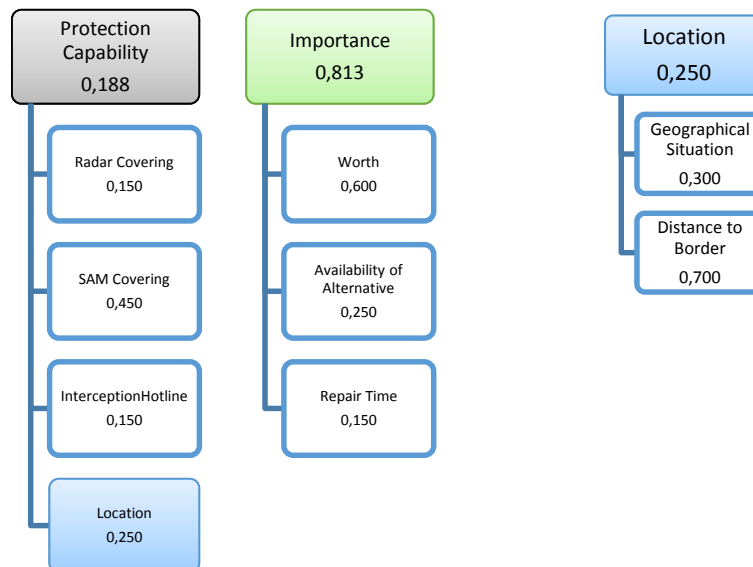 Protection
Capability
0,188
Radar Covering
0,150
SAM Covering
0,450
InterceptionHotline
0,150
Location
0,250
Importance
0,813
Worth
0,600
Availability of
Alternative
0,250
Repair Time
0,150
Location
0,250
Geographical
Situation
0,300
Distance to
Border
0,700